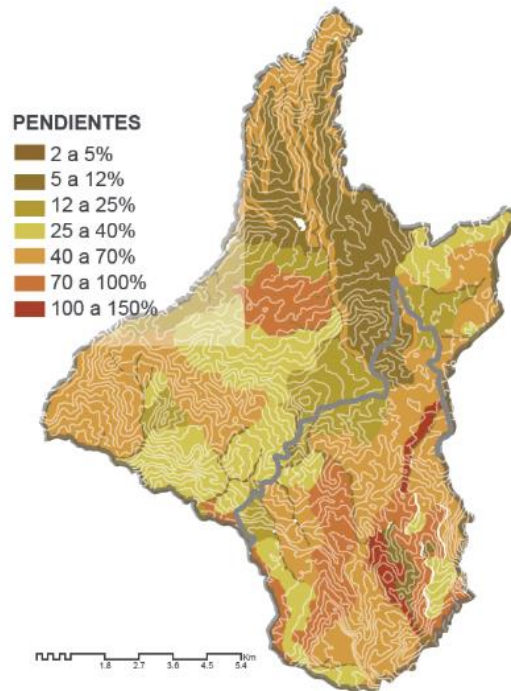 PENDIENTES
2 a 5%
5 a 12%
12 a 25%
25 a 40%
40 a 70%
70 a 100%
100 a 150%
1.8 2.7 3.6 4.5 5.4 Km